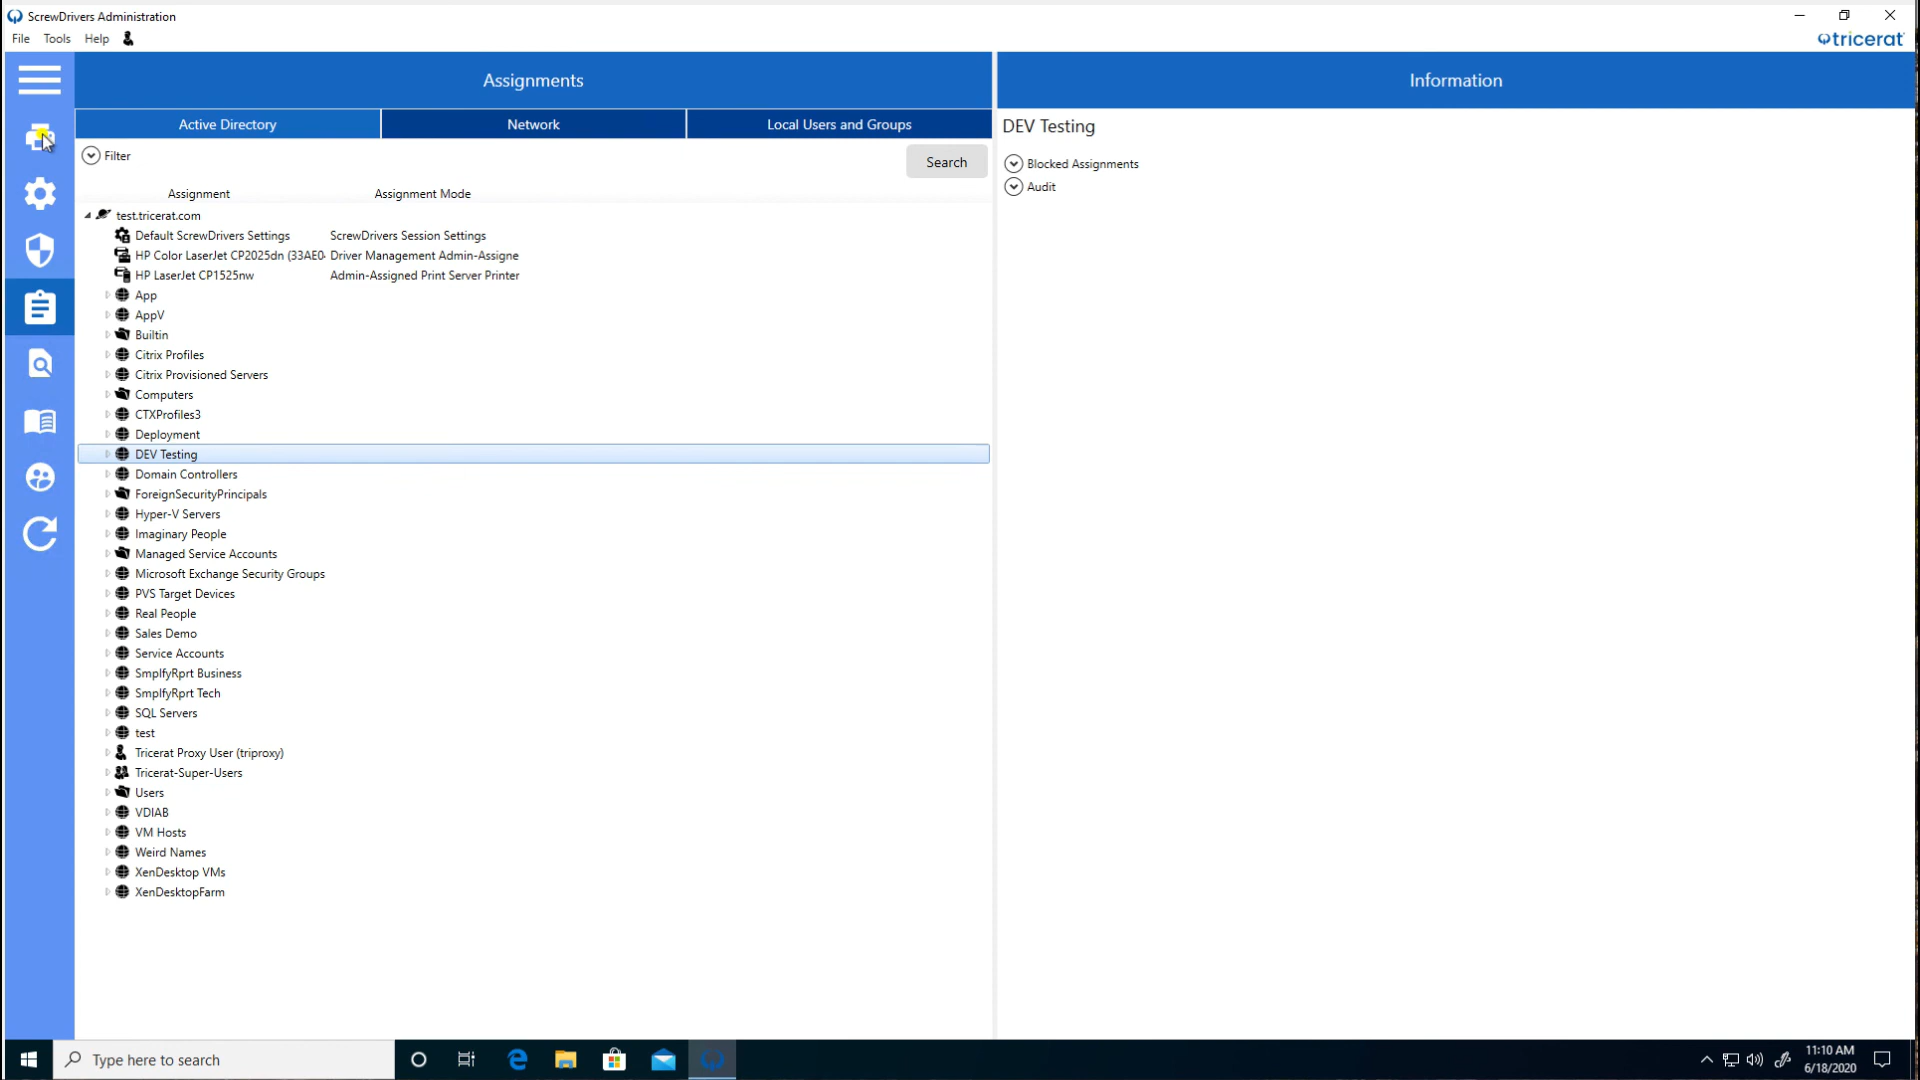 ScrewDrivers Administration
File Tools Help
tricerat
Assignments
Information
Active Directory
Network
Local Users and Groups
DEV Testing
Filter
Search
Blocked Assignments
Audit
Assignment
Assignment Mode
test.tricerat.com
Default ScrewDrivers Settings ScrewDrivers Session Settings
HP Color LaserJet CP2025dn (33AE0 Driver Management Admin-Assigne
HP LaserJet CP1525nw Admin-Assigned Print Server Printer
App
AppV
Builtin
Citrix Profiles
Citrix Provisioned Servers
Computers
CTXProfiles3
Deployment
DEV Testing
Domain Controllers
ForeignSecurityPrincipals
Hyper-V Servers
Imaginary People
Managed Service Accounts
Microsoft Exchange Security Groups
PVS Target Devices
Real People
Sales Demo
Service Accounts
SmplfyRprt Business
SmplfyRprt Tech
SQL Servers
test
Tricerat Proxy User (triproxy)
Tricerat-Super-Users
Users
VDIAB
VM Hosts
Weird Names
XenDesktop VMs
XenDesktopFarm
Type here to search
11:10 AM
6/18/2020